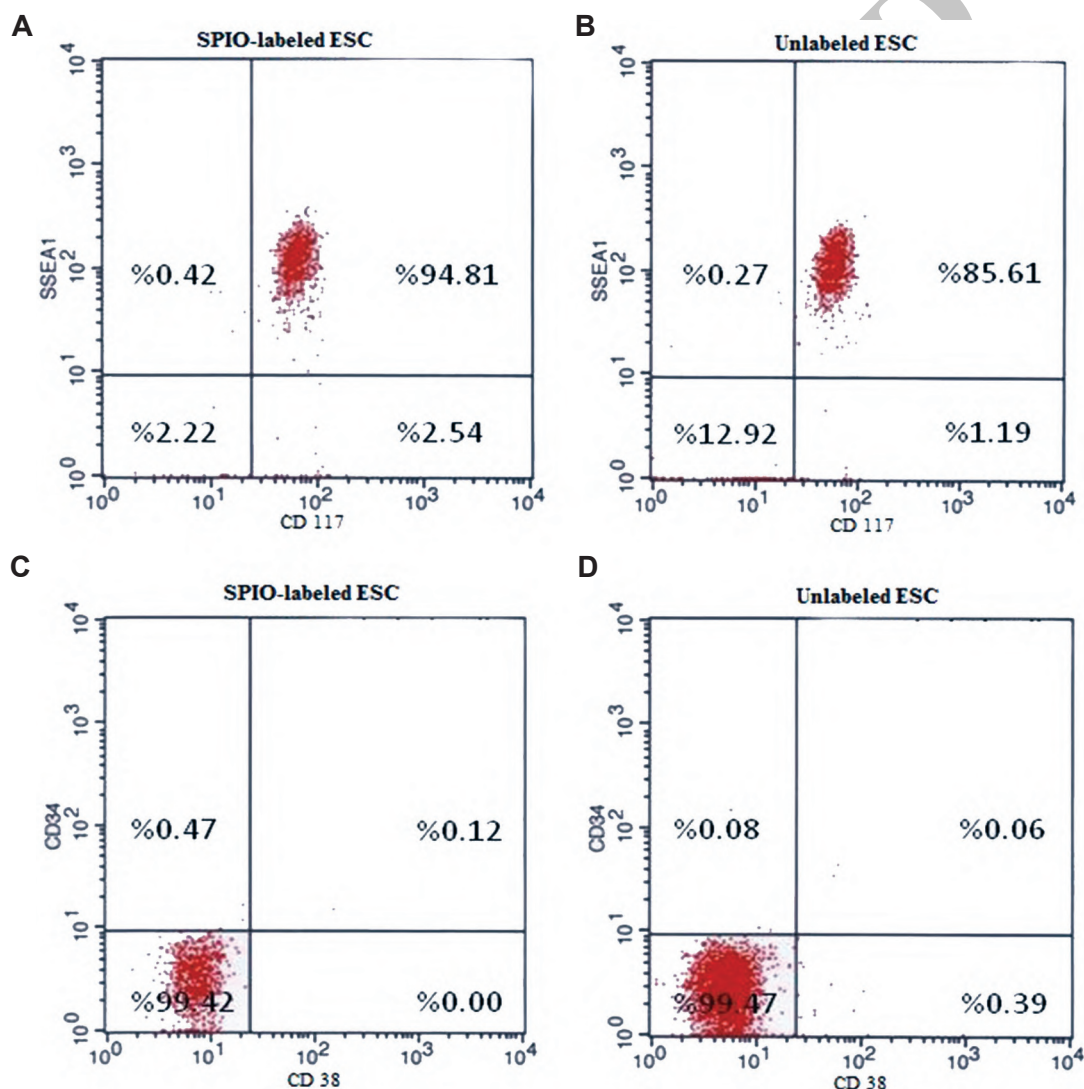 A
SPIO-labeled ESC
10^4
10^3
10^2
10^1
10^0
SSEA1
%0.42
%94.81
%2.22
%2.54
10^0 10^1 10^2 10^3 10^4
CD 117
B
Unlabeled ESC
10^4
10^3
10^2
10^1
10^0
SSEA1
%0.27
%85.61
%12.92
%1.19
10^0 10^1 10^2 10^3 10^4
CD 117
C
SPIO-labeled ESC
10^4
10^3
10^2
10^1
10^0
CD34
%0.47
%0.12
%99.42
%0.00
10^0 10^1 10^2 10^3 10^4
CD 38
D
Unlabeled ESC
10^4
10^3
10^2
10^1
10^0
CD34
%0.08
%0.06
%99.47
%0.39
10^0 10^1 10^2 10^3 10^4
CD 38